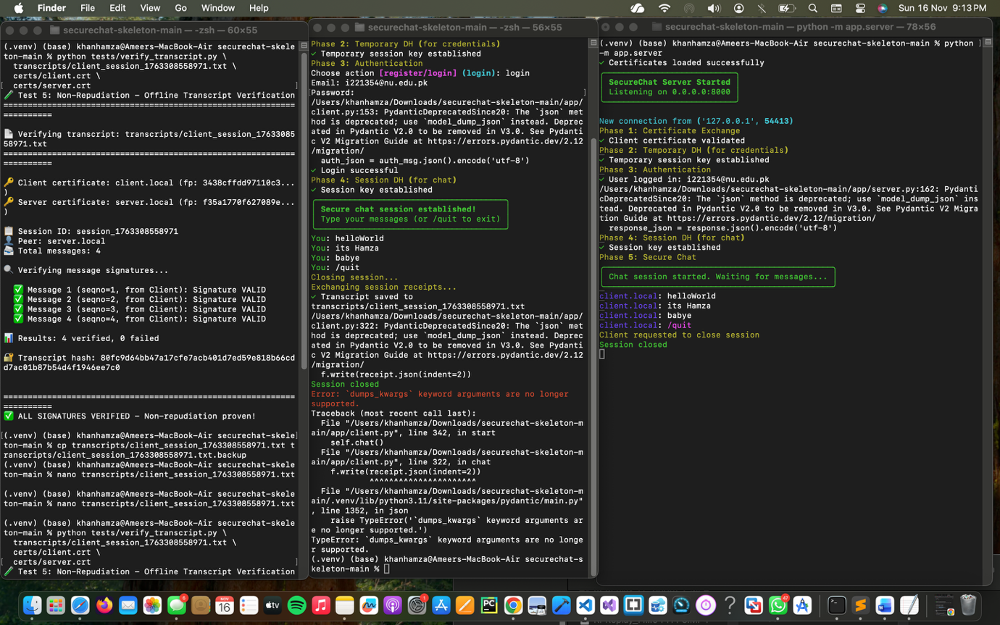 Finder File Edit View Go Window Help
Sun 16 Nov 9:13 PM
securechat-skeleton-main — -zsh — 60×55
(.venv) (base) khanhamza@Ameers-MacBook-Air securechat-skele
ton-main % python tests/verify_transcript.py \
transcripts/client_session_1763308558971.txt \
certs/client.crt \
certs/server.crt
Test 5: Non-Repudiation - Offline Transcript Verification
============================================================
==========
Verifying transcript: transcripts/client_session_17633085
58971.txt
============================================================
==========
Client certificate: client.local (fp: 3438cffdd97110c3...
)
Server certificate: server.local (fp: f35a1770f627089e...
)
Session ID: session_1763308558971
Peer: server.local
Total messages: 4
Verifying message signatures...
Message 1 (seqno=1, from Client): Signature VALID
Message 2 (seqno=2, from Client): Signature VALID
Message 3 (seqno=3, from Client): Signature VALID
Message 4 (seqno=4, from Client): Signature VALID
Results: 4 verified, 0 failed
Transcript hash: 80fc9d64bb47a17cfe7acb401d7ed59e818b66cd
d7ac01b87b54d4f1946ee7c0
============================================================
==========
ALL SIGNATURES VERIFIED - Non-repudiation proven!
(.venv) (base) khanhamza@Ameers-MacBook-Air securechat-skele
ton-main % cp transcripts/client_session_1763308558971.txt t
ranscripts/client_session_1763308558971.txt.backup
(.venv) (base) khanhamza@Ameers-MacBook-Air securechat-skele
ton-main % nano transcripts/client_session_1763308558971.txt
(.venv) (base) khanhamza@Ameers-MacBook-Air securechat-skele
ton-main % nano transcripts/client_session_1763308558971.txt
(.venv) (base) khanhamza@Ameers-MacBook-Air securechat-skele
ton-main % python tests/verify_transcript.py \
transcripts/client_session_1763308558971.txt \
certs/client.crt \
certs/server.crt
Test 5: Non-Repudiation - Offline Transcript Verification
securechat-skeleton-main — -zsh — 56×55
Phase 2: Temporary DH (for credentials)
✓ Temporary session key established
Phase 3: Authentication
Choose action [register/login] (login): login
Email: i221354@nu.edu.pk
Password:
/Users/khanhamza/Downloads/securechat-skeleton-main/app/
client.py:153: PydanticDeprecatedSince20: The `json` met
hod is deprecated; use `model_dump_json` instead. Deprec
ated in Pydantic V2.0 to be removed in V3.0. See Pydanti
c V2 Migration Guide at https://errors.pydantic.dev/2.12
/migration/
auth_json = auth_msg.json().encode('utf-8')
✓ Login successful
Phase 4: Session DH (for chat)
✓ Session key established
Secure chat session established!
Type your messages (or /quit to exit)
You: helloWorld
You: its Hamza
You: babye
You: /quit
Closing session...
Exchanging session receipts...
✓ Transcript saved to
transcripts/client_session_1763308558971.txt
/Users/khanhamza/Downloads/securechat-skeleton-main/app/
client.py:322: PydanticDeprecatedSince20: The `json` met
hod is deprecated; use `model_dump_json` instead. Deprec
ated in Pydantic V2.0 to be removed in V3.0. See Pydanti
c V2 Migration Guide at https://errors.pydantic.dev/2.12
/migration/
f.write(receipt.json(indent=2))
Session closed
Error: `dumps_kwargs` keyword arguments are no longer
supported.
Traceback (most recent call last):
File "/Users/khanhamza/Downloads/securechat-skeleton-m
ain/app/client.py", line 342, in start
self.chat()
File "/Users/khanhamza/Downloads/securechat-skeleton-m
ain/app/client.py", line 322, in chat
f.write(receipt.json(indent=2))
^^^^^^^^^^^^^^^^^^^^^^
File "/Users/khanhamza/Downloads/securechat-skeleton-m
ain/.venv/lib/python3.11/site-packages/pydantic/main.py"
, line 1352, in json
raise TypeError('`dumps_kwargs` keyword arguments ar
e no longer supported.')
TypeError: `dumps_kwargs` keyword arguments are no longe
r supported.
(.venv) (base) khanhamza@Ameers-MacBook-Air securechat-s
keleton-main %
securechat-skeleton-main — python -m app.server — 78×56
(.venv) (base) khanhamza@Ameers-MacBook-Air securechat-skeleton-main % python
-m app.server
✓ Certificates loaded successfully
SecureChat Server Started
Listening on 0.0.0.0:8000
New connection from ('127.0.0.1', 54413)
Phase 1: Certificate Exchange
✓ Client certificate validated
Phase 2: Temporary DH (for credentials)
✓ Temporary session key established
Phase 3: Authentication
✓ User logged in: i221354@nu.edu.pk
/Users/khanhamza/Downloads/securechat-skeleton-main/app/server.py:162: Pydanti
cDeprecatedSince20: The `json` method is deprecated; use `model_dump_json` ins
tead. Deprecated in Pydantic V2.0 to be removed in V3.0. See Pydantic V2 Migra
tion Guide at https://errors.pydantic.dev/2.12/migration/
response_json = response.json().encode('utf-8')
Phase 4: Session DH (for chat)
✓ Session key established
Phase 5: Secure Chat
Chat session started. Waiting for messages...
client.local: helloWorld
client.local: its Hamza
client.local: babye
client.local: /quit
Client requested to close session
Session closed
NOV
16
tv
PC